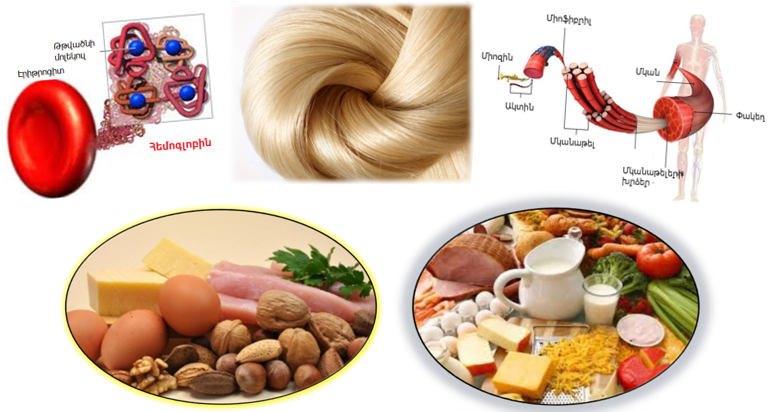 Թթվածնի
մոլեկուլ
Էրիթրոցիտ
Հեմոգլոբին
Միոֆիբրիլ
Միոզին
Ակտին
Մկան
Փակեղ
Մկանաթել
Մկանաթելերի
խրձեր